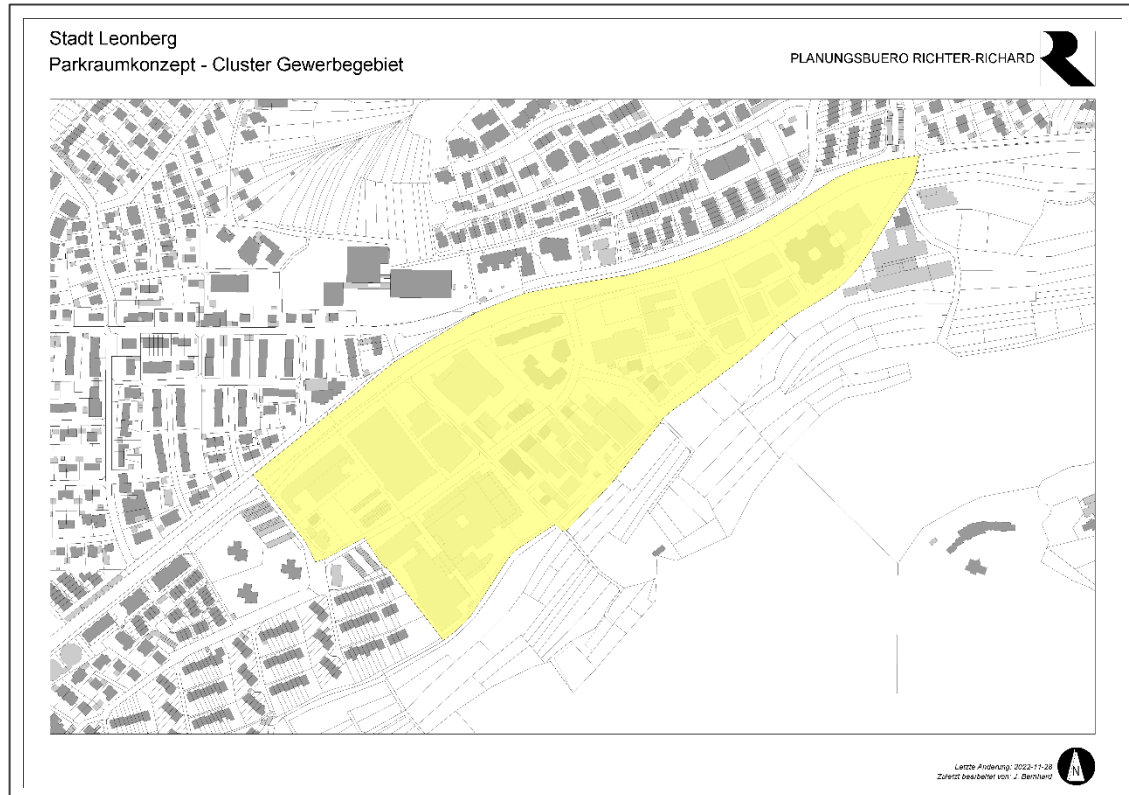 Stadt Leonberg
Parkraumkonzept - Cluster Gewerbegebiet
PLANUNGSBUERO RICHTER-RICHARD
Letzte Änderung: 2022-11-28
Zuletzt bearbeitet von: J. Bernhard
N